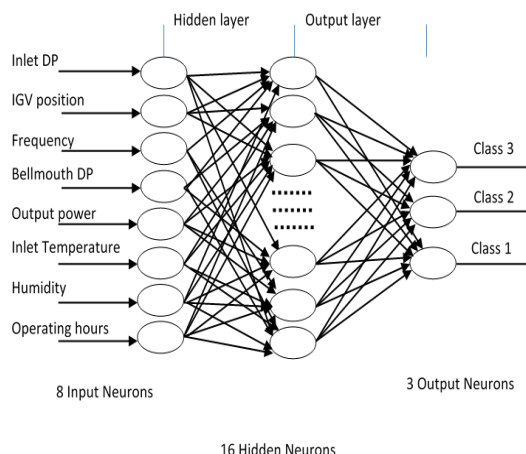 Hidden layer
Output layer
Inlet DP
IGV position
Frequency
Bellmouth DP
Output power
Inlet Temperature
Humidity
Operating hours
Class 3
Class 2
Class 1
8 Input Neurons
3 Output Neurons
16 Hidden Neurons